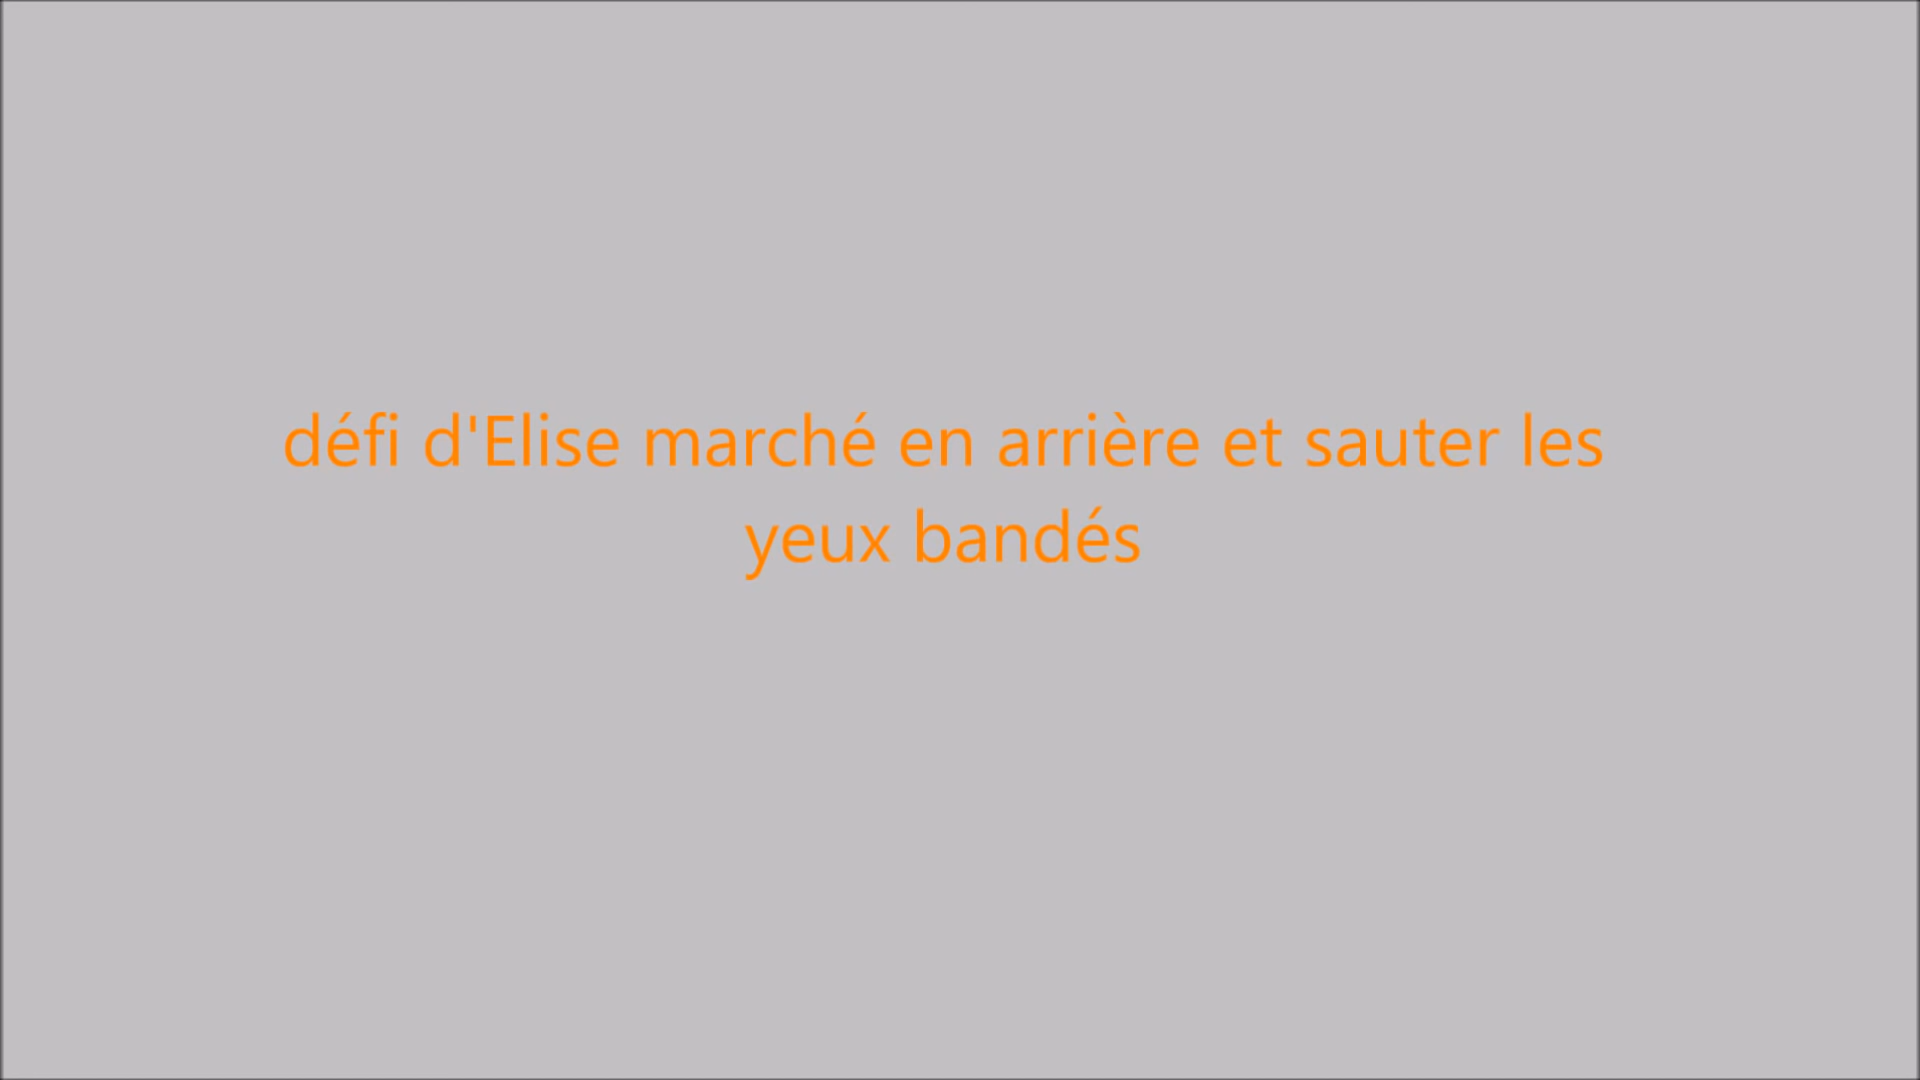 défi d'Elise marché en arrière et sauter les
yeux bandés